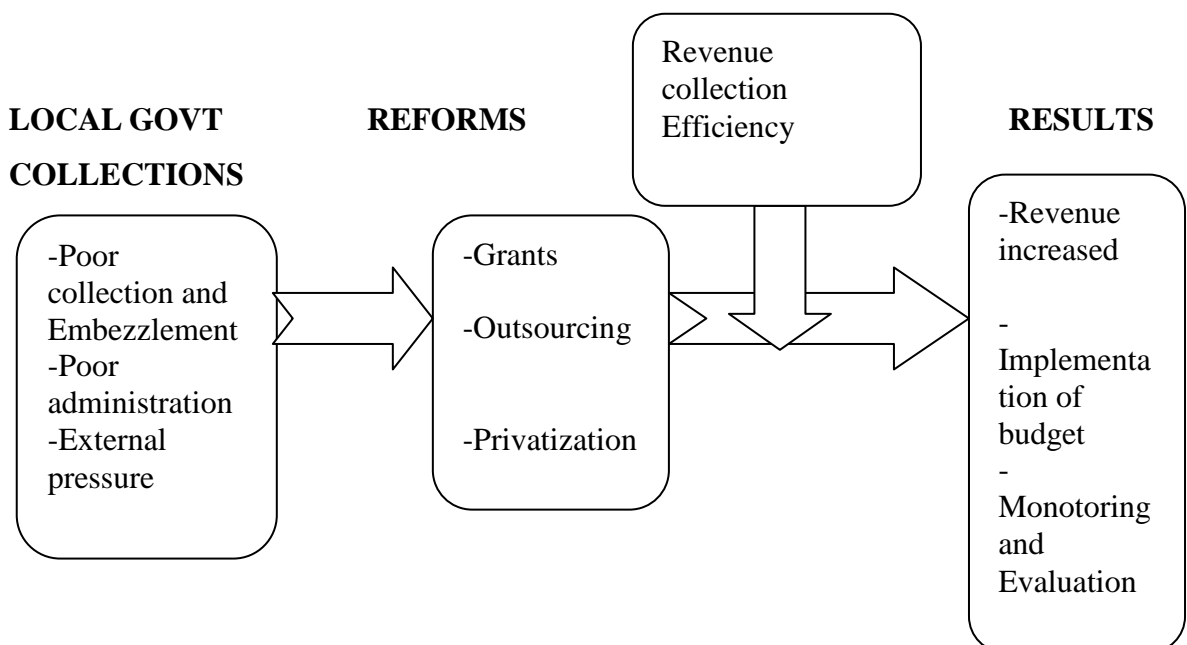 LOCAL GOVT
COLLECTIONS
-Poor
collection and
Embezzlement
-Poor
administration
-External
pressure
REFORMS
-Grants
-Outsourcing
-Privatization
Revenue
collection
Efficiency
RESULTS
-Revenue
increased
-
Implementa
tion of
budget
-
Monotoring
and
Evaluation